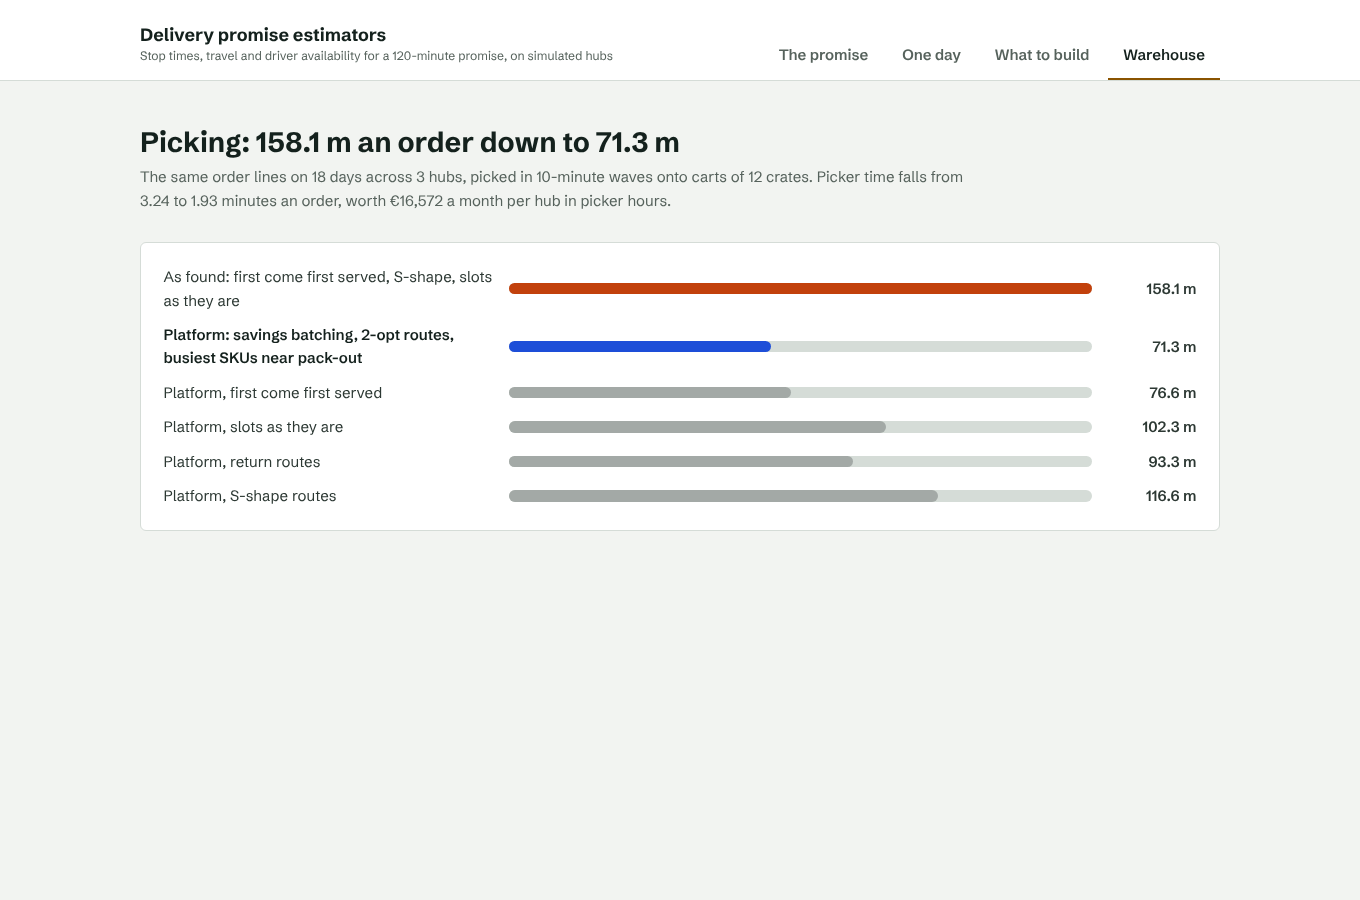 Delivery promise estimators
Stop times, travel and driver availability for a 120-minute promise, on simulated hubs
The promise
One day
What to build
Warehouse
Picking: 158.1 m an order down to 71.3 m
The same order lines on 18 days across 3 hubs, picked in 10-minute waves onto carts of 12 crates. Picker time falls from
3.24 to 1.93 minutes an order, worth €16,572 a month per hub in picker hours.
As found: first come first served, S-shape, slots
as they are
158.1 m
Platform: savings batching, 2-opt routes,
busiest SKUs near pack-out
71.3 m
Platform, first come first served
76.6 m
Platform, slots as they are
102.3 m
Platform, return routes
93.3 m
Platform, S-shape routes
116.6 m